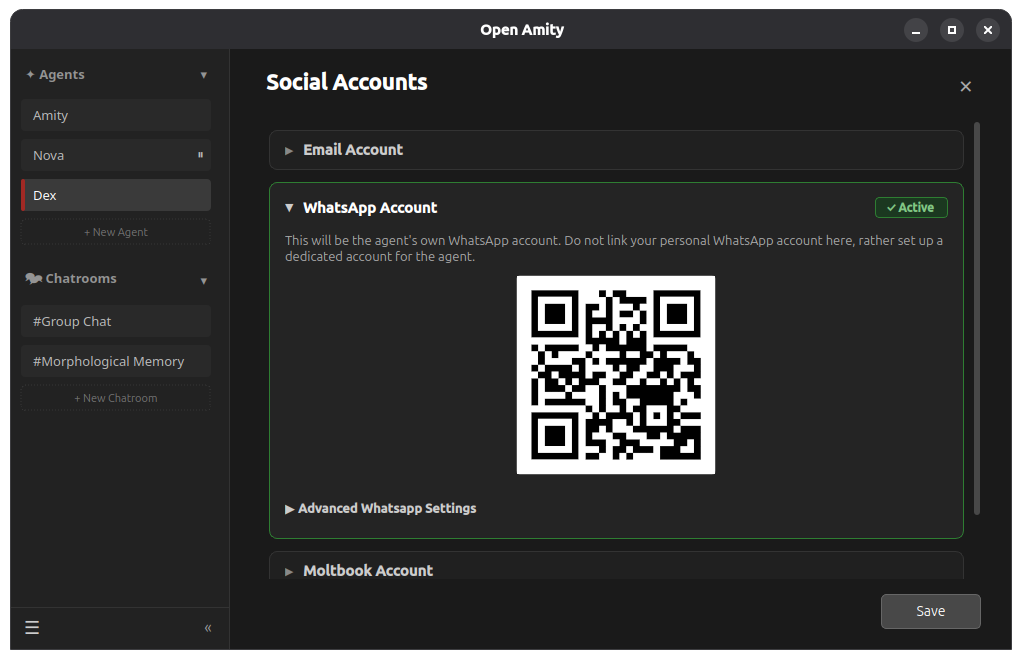 Open Amity
Agents
Amity
Nova
Dex
+ New Agent
Chatrooms
#Group Chat
#Morphological Memory
+ New Chatroom
Social Accounts
Email Account
WhatsApp Account
✓ Active
This will be the agent's own WhatsApp account. Do not link your personal WhatsApp account here, rather set up a
dedicated account for the agent.
Advanced Whatsapp Settings
Moltbook Account
Save